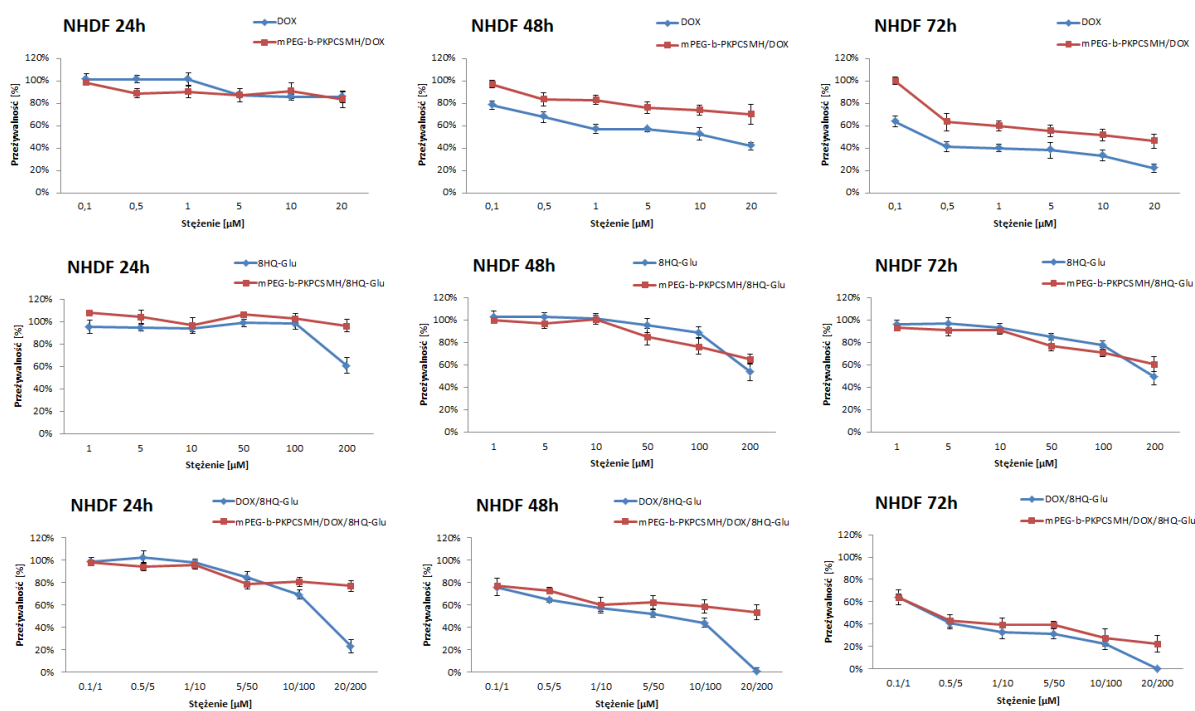 NHDF 24h
DOX
mPEG-b-PKPCSMH/DOX
Przeżywalność [%]
120%
100%
80%
60%
40%
20%
0%
0,1 0,5 1 5 10 20
Stężenie [µM]
NHDF 48h
DOX
mPEG-b-PKPCSMH/DOX
Przeżywalność [%]
120%
100%
80%
60%
40%
20%
0%
0,1 0,5 1 5 10 20
Stężenie [µM]
NHDF 72h
DOX
mPEG-b-PKPCSMH/DOX
Przeżywalność [%]
120%
100%
80%
60%
40%
20%
0%
0,1 0,5 1 5 10 20
Stężenie [µM]
NHDF 24h
8HQ-Glu
mPEG-b-PKPCSMH/8HQ-Glu
Przeżywalność [%]
120%
100%
80%
60%
40%
20%
0%
1 5 10 50 100 200
Stężenie [µM]
NHDF 48h
8HQ-Glu
mPEG-b-PKPCSMH/8HQ-Glu
Przeżywalność [%]
120%
100%
80%
60%
40%
20%
0%
1 5 10 50 100 200
Stężenie [µM]
NHDF 72h
8HQ-Glu
mPEG-b-PKPCSMH/8HQ-Glu
Przeżywalność [%]
120%
100%
80%
60%
40%
20%
0%
1 5 10 50 100 200
Stężenie [µM]
NHDF 24h
DOX/8HQ-Glu
mPEG-b-PKPCSMH/DOX/8HQ-Glu
Przeżywalność [%]
120%
100%
80%
60%
40%
20%
0%
0.1/1 0.5/5 1/10 5/50 10/100 20/200
Stężenie [µM]
NHDF 48h
DOX/8HQ-Glu
mPEG-b-PKPCSMH/DOX/8HQ-Glu
Przeżywalność [%]
120%
100%
80%
60%
40%
20%
0%
0.1/1 0.5/5 1/10 5/50 10/100 20/200
Stężenie [µM]
NHDF 72h
DOX/8HQ-Glu
mPEG-b-PKPCSMH/DOX/8HQ-Glu
Przeżywalność [%]
120%
100%
80%
60%
40%
20%
0%
0.1/1 0.5/5 1/10 5/50 10/100 20/200
Stężenie [µM]